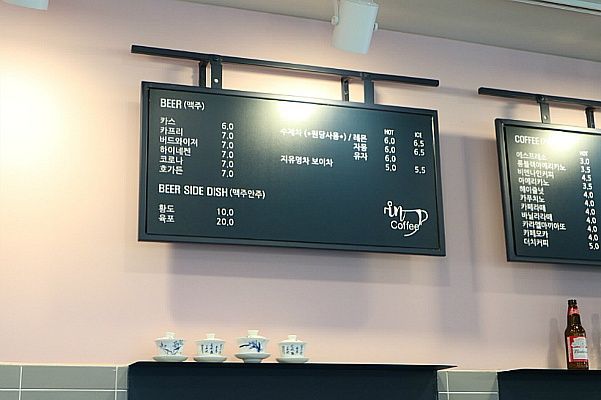 BEER (맥주)
카스 6.0
카프리 7.0
버드와이저 7.0
하이네켄 7.0
코로나 7.0
호가든 7.0
BEER SIDE DISH (맥주안주)
황도 10.0
육포 20.0
HOT ICE
수제차 (+원당사용+) / 레몬 6.0 6.5
자몽 6.0 6.5
유자 6.0
지유명차 보이차 5.0 5.5
in
Coffee
COFFEE
에스프레소 3.0
롱블랙아메리카노 3.5
비엔나인커피
아메리카노
헤이즐넛 4.0
카푸치노 4.0
카페라떼 4.0
바닐라라떼 4.0
카라멜마끼아또 4.0
카페모카 4.0
더치커피 5.0
Budweiser